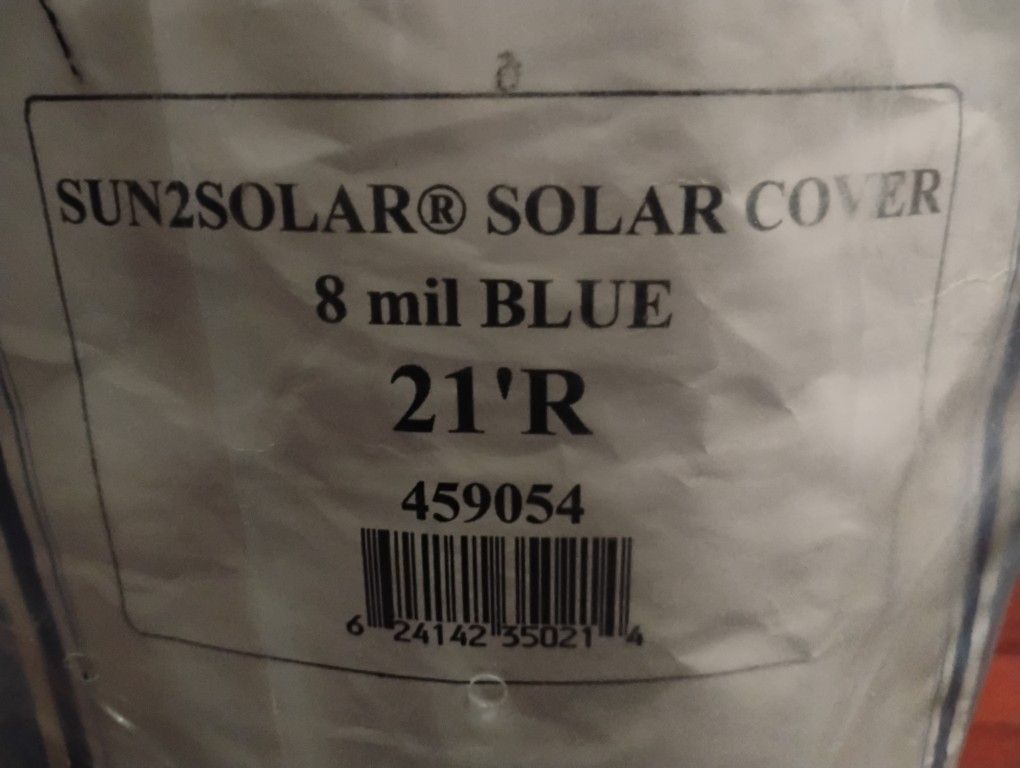 SUN2SOLAR® SOLAR COVER
8 mil BLUE
21'R
459054
6 24142 35021 4